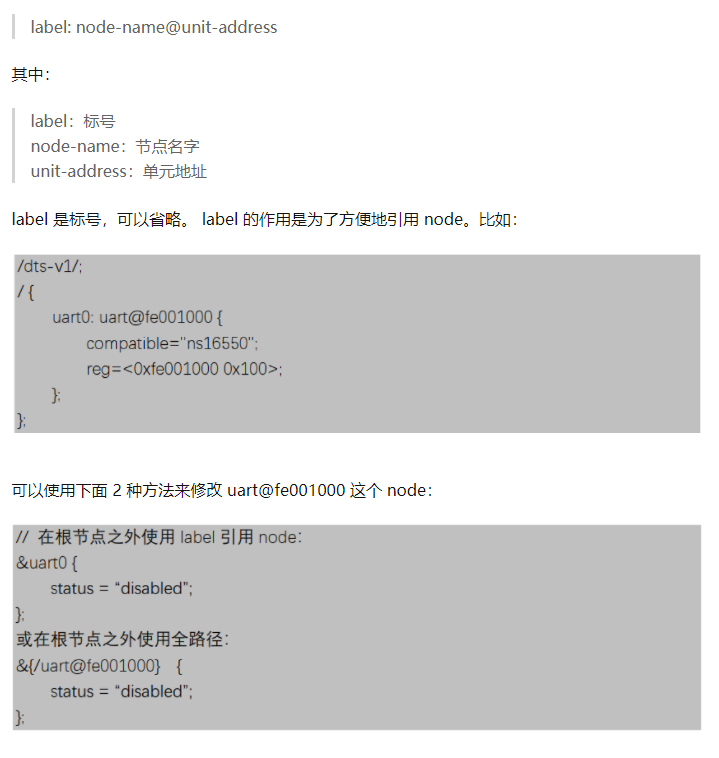 label: node-name@unit-address
其中：
label：标号
node-name：节点名字
unit-address：单元地址
label 是标号，可以省略。 label 的作用是为了方便地引用 node。比如：
/dts-v1/;
/ {
uart0: uart@fe001000 {
compatible="ns16550";
reg=<0xfe001000 0x100>;
};
};
可以使用下面 2 种方法来修改 uart@fe001000 这个 node：
// 在根节点之外使用 label 引用 node：
&uart0 {
status = “disabled”;
};
或在根节点之外使用全路径：
&{/uart@fe001000} {
status = “disabled”;
};